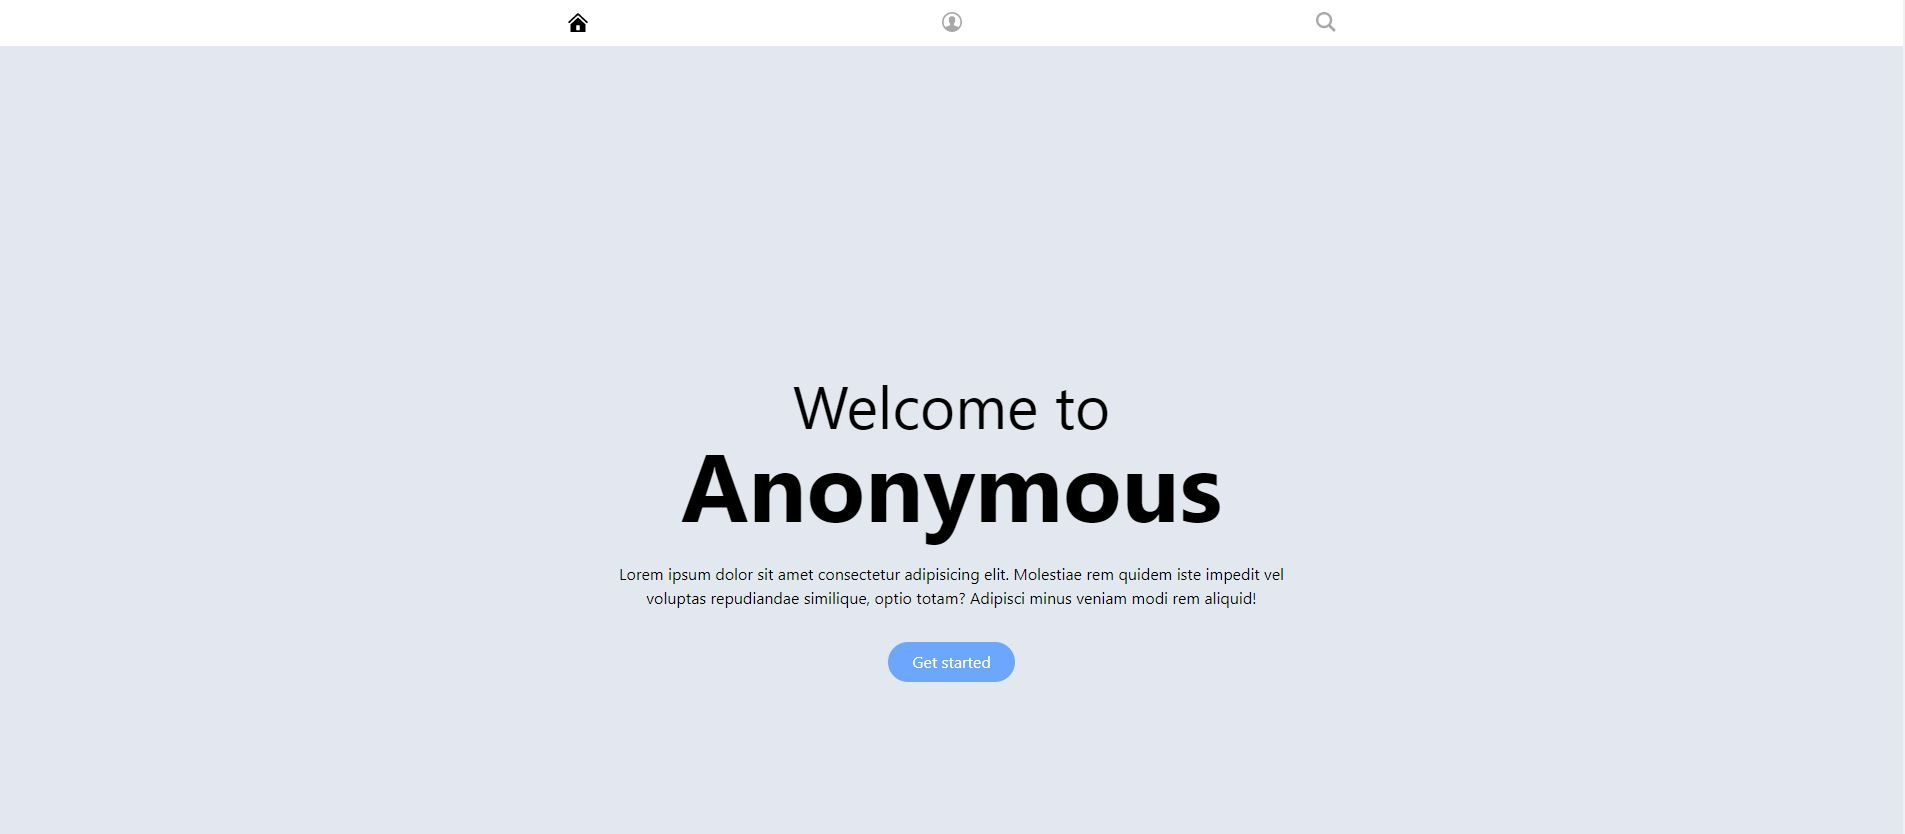 Welcome to
Anonymous
Lorem ipsum dolor sit amet consectetur adipisicing elit. Molestiae rem quidem iste impedit vel
voluptas repudiandae similique, optio totam? Adipisci minus veniam modi rem aliquid!
Get started